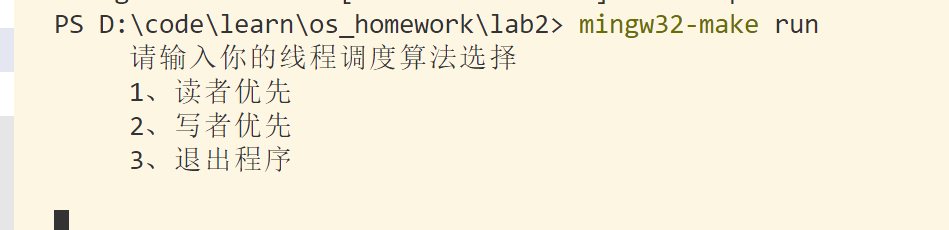 PS D:\code\learn\os_homework\lab2> mingw32-make run
请输入你的线程调度算法选择
1、读者优先
2、写者优先
3、退出程序